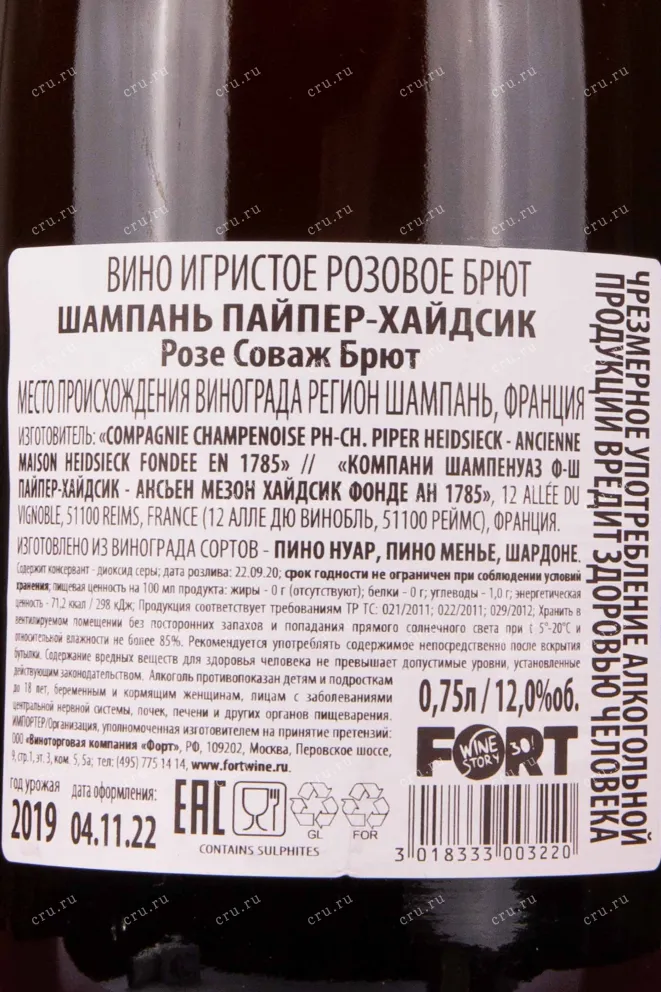 ВИНО ИГРИСТОЕ РОЗОВОЕ БРЮТ
ШАМПАНЬ ПАЙПЕР-ХАЙДСИК
Розе Соваж Брют
МЕСТО ПРОИСХОЖДЕНИЯ ВИНОГРАДА РЕГИОН ШАМПАНЬ, ФРАНЦИЯ
ИЗГОТОВИТЕЛЬ: «COMPAGNIE CHAMPENOISE PH-CH. PIPER HEIDSIECK - ANCIENNE
MAISON HEIDSIECK FONDEE EN 1785» // «КОМПАНИ ШАМПЕНУАЗ Ф-Ш
ПАЙПЕР-ХАЙДСИК - АНСЬЕН МЕЗОН ХАЙДСИК ФОНДЕ АН 1785», 12 ALLÉE DU
VIGNOBLE, 51100 REIMS, FRANCE (12 АЛЛЕ ДЮ ВИНОБЛЬ, 51100 РЕЙМС), ФРАНЦИЯ.
ИЗГОТОВЛЕНО ИЗ ВИНОГРАДА СОРТОВ - ПИНО НУАР, ПИНО МЕНЬЕ, ШАРДОНЕ.
Содержит консервант - диоксид серы; дата розлива: 22.09.20; срок годности не ограничен при соблюдении условий
хранения; пищевая ценность на 100 мл продукта: жиры - 0 г (отсутствуют); белки - 0 г; углеводы - 1,0 г; энергетическая
ценность - 71,2 ккал / 298 кДж; Продукция соответствует требованиям ТР ТС: 021/2011; 022/2011; 029/2012; Хранить в
вентилируемом помещении без посторонних запахов и попадания прямого солнечного света при t 5°-20°C и
относительной влажности не более 85%. Рекомендуется употреблять содержимое непосредственно после вскрытия
бутылки. Содержание вредных веществ для здоровья человека не превышает допустимые уровни, установленные
действующим законодательством. Алкоголь противопоказан детям и подросткам
до 18 лет, беременным и кормящим женщинам, лицам с заболеваниями
центральной нервной системы, почек, печени и других органов пищеварения.
ИМПОРТЕР/Организация, уполномоченная изготовителем на принятие претензий:
ООО «Виноторговая компания «Форт», РФ, 109202, Москва, Перовское шоссе,
9, стр.1, эт. 3, ком. 5, 5а; тел: (495) 775 14 14, www.fortwine.ru.
0,75л / 12,0%об.
FORT
WINE
STORY 30!
год урожая дата оформления:
2019 04.11.22
EAC
GL
FOR
CONTAINS SULPHITES
3 018333 003220
ЧРЕЗМЕРНОЕ УПОТРЕБЛЕНИЕ АЛКОГОЛЬНОЙ
ПРОДУКЦИИ ВРЕДИТ ЗДОРОВЬЮ ЧЕЛОВЕКА
cru.ru